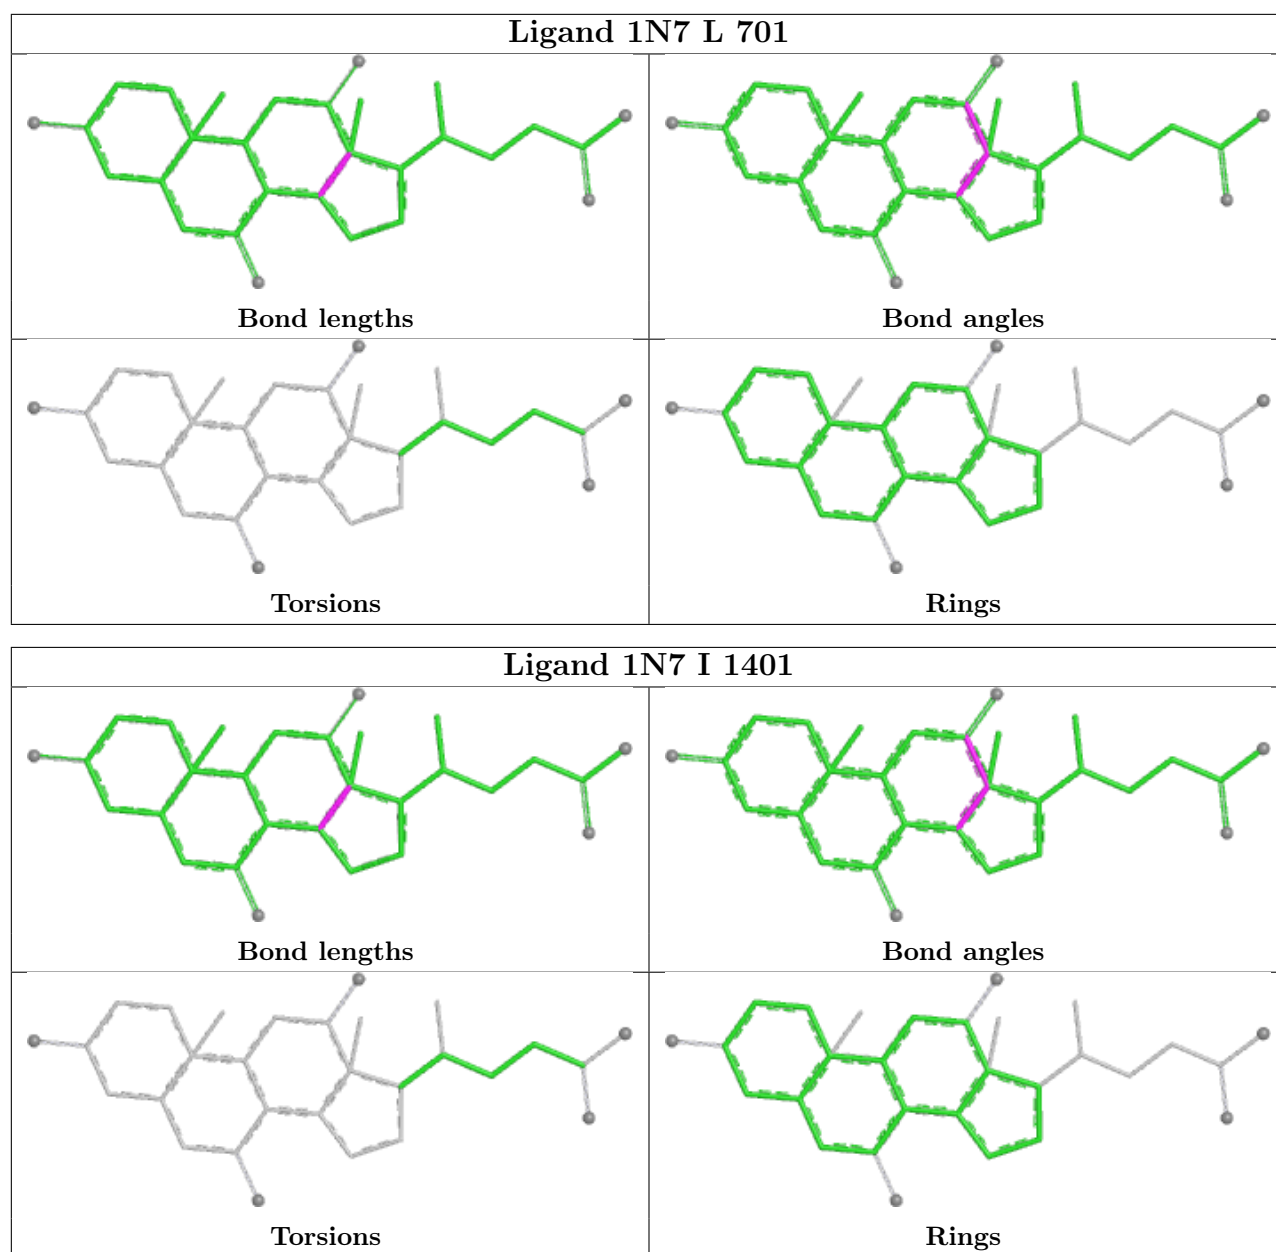 Ligand 1N7 L 701
Bond lengths
Bond angles
Torsions
Rings
Ligand 1N7 I 1401
Bond lengths
Bond angles
Torsions
Rings